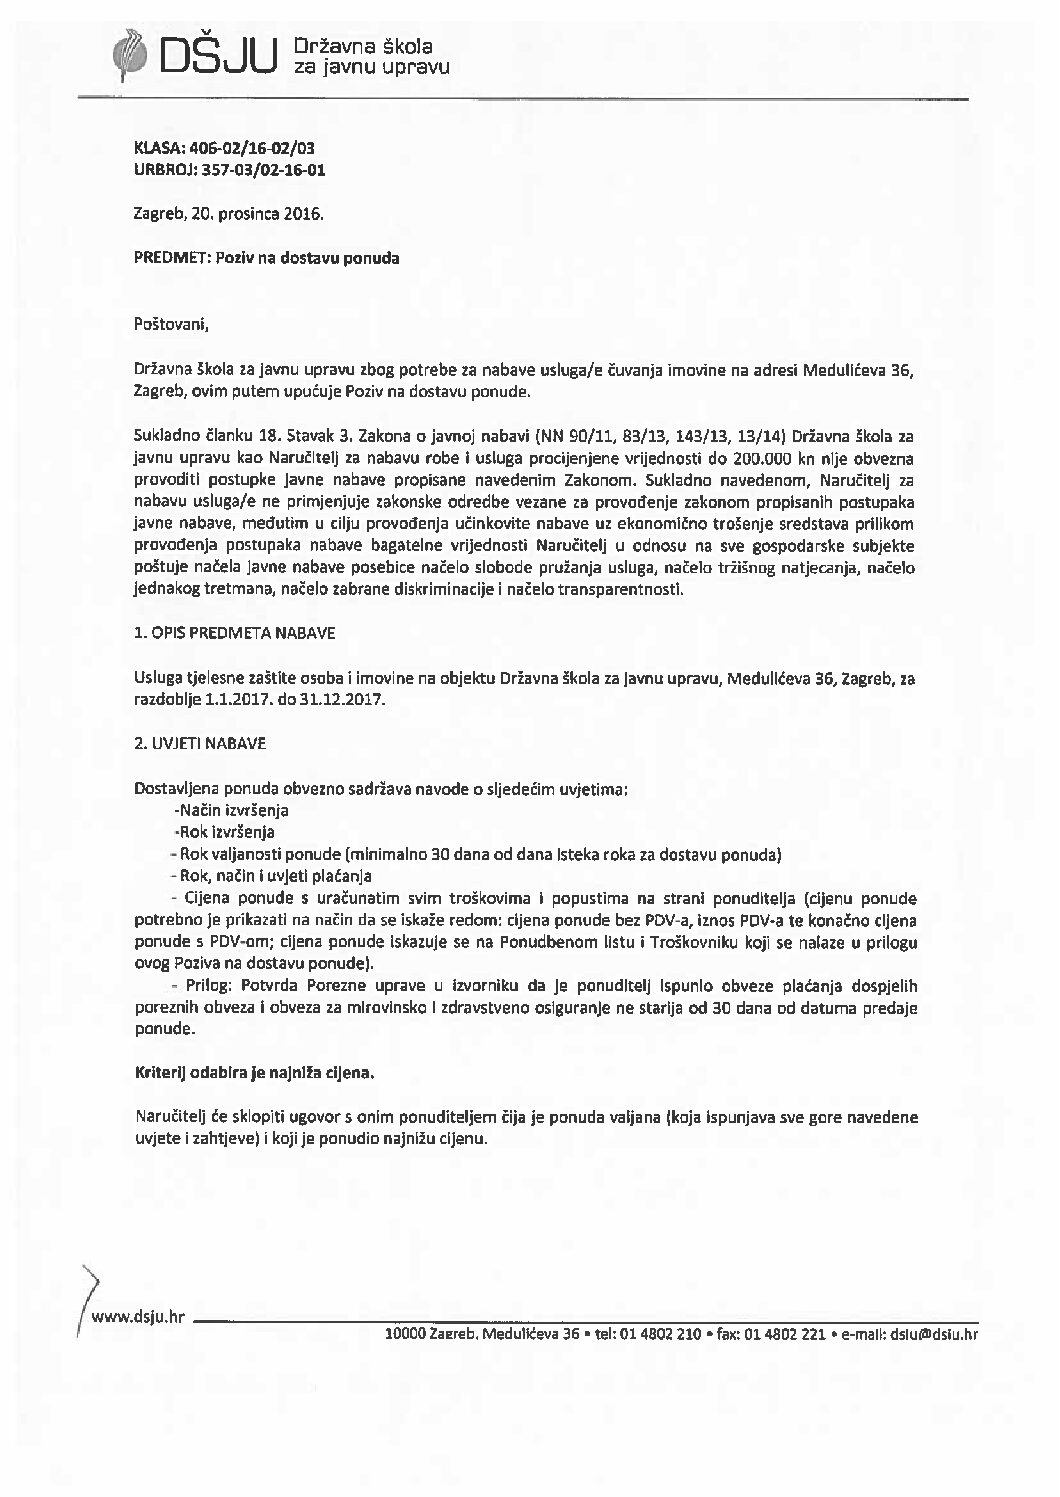 DŠJU Državna škola
za javnu upravu
KLASA: 406-02/16-02/03
URBROJ: 357-03/02-16-01
Zagreb, 20. prosinca 2016.
PREDMET: Poziv na dostavu ponuda
Poštovani,
Državna škola za javnu upravu zbog potrebe za nabave usluga/e čuvanja imovine na adresi Medulićeva 36,
Zagreb, ovim putem upućuje Poziv na dostavu ponude.
Sukladno članku 18. Stavak 3. Zakona o javnoj nabavi (NN 90/11, 83/13, 143/13, 13/14) Državna škola za
javnu upravu kao Naručitelj za nabavu robe i usluga procijenjene vrijednosti do 200.000 kn nije obvezna
provoditi postupke javne nabave propisane navedenim Zakonom. Sukladno navedenom, Naručitelj za
nabavu usluga/e ne primjenjuje zakonske odredbe vezane za provođenje zakonom propisanih postupaka
javne nabave, međutim u cilju provođenja učinkovite nabave uz ekonomično trošenje sredstava prilikom
provođenja postupaka nabave bagatelne vrijednosti Naručitelj u odnosu na sve gospodarske subjekte
poštuje načela javne nabave posebice načelo slobode pružanja usluga, načelo tržišnog natjecanja, načelo
jednakog tretmana, načelo zabrane diskriminacije i načelo transparentnosti.
1. OPIS PREDMETA NABAVE
Usluga tjelesne zaštite osoba i imovine na objektu Državna škola za javnu upravu, Medulićeva 36, Zagreb, za
razdoblje 1.1.2017. do 31.12.2017.
2. UVJETI NABAVE
Dostavljena ponuda obvezno sadržava navode o sljedećim uvjetima:
-Način izvršenja
-Rok izvršenja
- Rok valjanosti ponude (minimalno 30 dana od dana isteka roka za dostavu ponuda)
- Rok, način i uvjeti plaćanja
- Cijena ponude s uračunatim svim troškovima i popustima na strani ponuditelja (cijenu ponude
potrebno je prikazati na način da se iskaže redom: cijena ponude bez PDV-a, iznos PDV-a te konačno cijena
ponude s PDV-om; cijena ponude iskazuje se na Ponudbenom listu i Troškovniku koji se nalaze u prilogu
ovog Poziva na dostavu ponude).
- Prilog: Potvrda Porezne uprave u izvorniku da je ponuditelj ispunio obveze plaćanja dospjelih
poreznih obveza i obveza za mirovinsko i zdravstveno osiguranje ne starija od 30 dana od datuma predaje
ponude.
Kriterij odabira je najniža cijena.
Naručitelj će sklopiti ugovor s onim ponuditeljem čija je ponuda valjana (koja ispunjava sve gore navedene
uvjete i zahtjeve) i koji je ponudio najnižu cijenu.
www.dsju.hr
10000 Zagreb, Medulićeva 36 • tel: 01 4802 210 • fax: 01 4802 221 • e-mail: dsju@dsju.hr